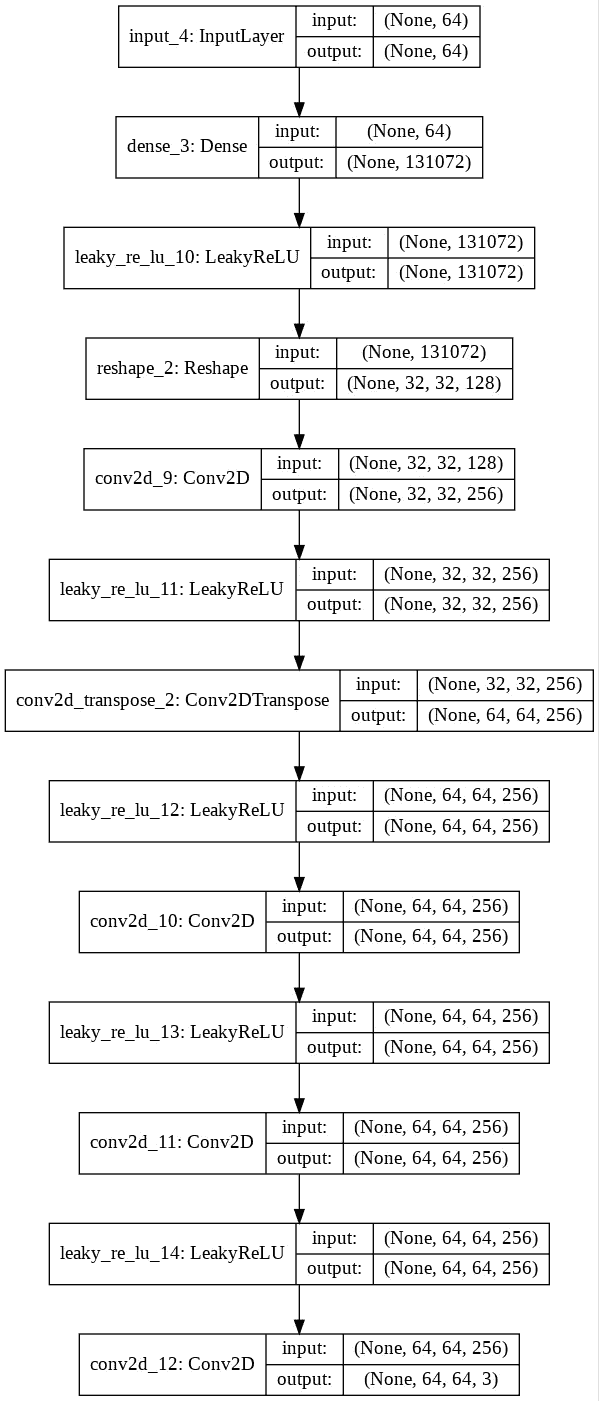 input_4: InputLayer
input: (None, 64)
output: (None, 64)
dense_3: Dense
input: (None, 64)
output: (None, 131072)
leaky_re_lu_10: LeakyReLU
input: (None, 131072)
output: (None, 131072)
reshape_2: Reshape
input: (None, 131072)
output: (None, 32, 32, 128)
conv2d_9: Conv2D
input: (None, 32, 32, 128)
output: (None, 32, 32, 256)
leaky_re_lu_11: LeakyReLU
input: (None, 32, 32, 256)
output: (None, 32, 32, 256)
conv2d_transpose_2: Conv2DTranspose
input: (None, 32, 32, 256)
output: (None, 64, 64, 256)
leaky_re_lu_12: LeakyReLU
input: (None, 64, 64, 256)
output: (None, 64, 64, 256)
conv2d_10: Conv2D
input: (None, 64, 64, 256)
output: (None, 64, 64, 256)
leaky_re_lu_13: LeakyReLU
input: (None, 64, 64, 256)
output: (None, 64, 64, 256)
conv2d_11: Conv2D
input: (None, 64, 64, 256)
output: (None, 64, 64, 256)
leaky_re_lu_14: LeakyReLU
input: (None, 64, 64, 256)
output: (None, 64, 64, 256)
conv2d_12: Conv2D
input: (None, 64, 64, 256)
output: (None, 64, 64, 3)